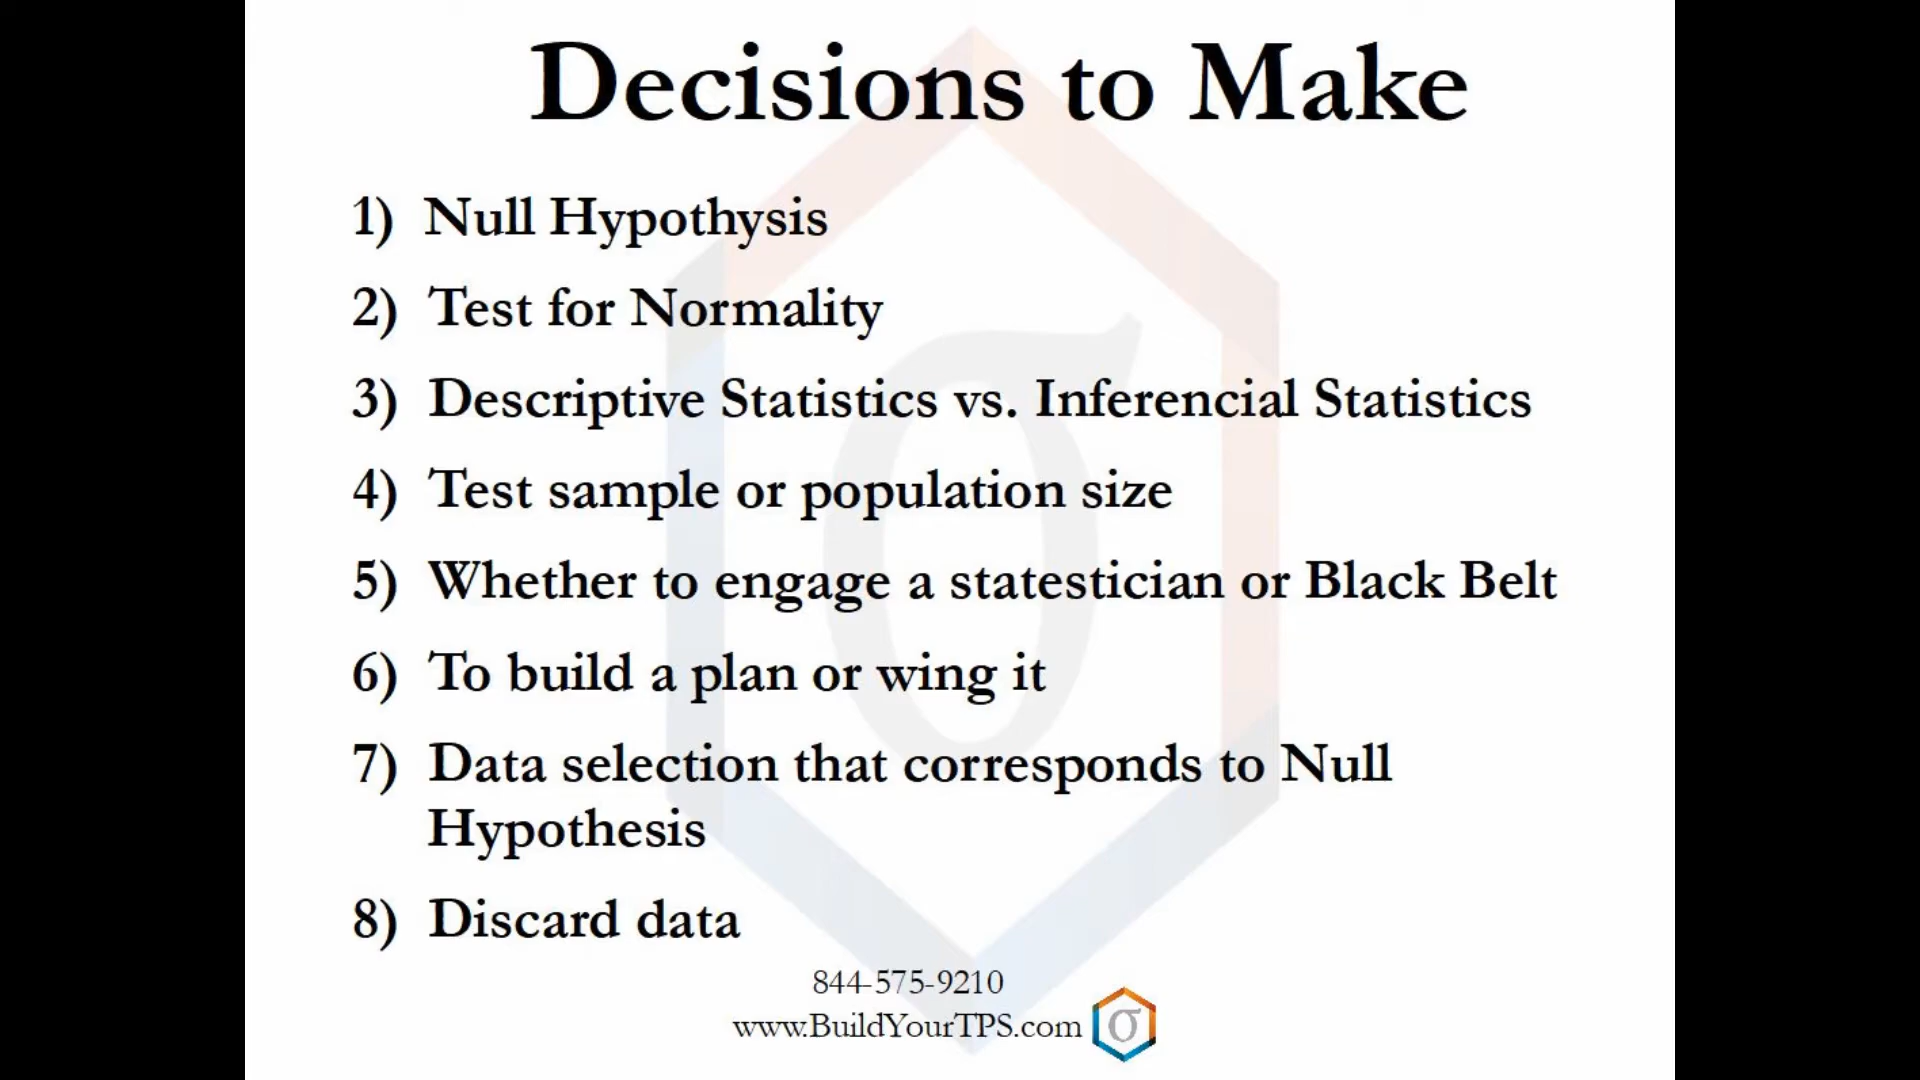 Decisions to Make
1) Null Hypothysis
2) Test for Normality
3) Descriptive Statistics vs. Inferencial Statistics
4) Test sample or population size
5) Whether to engage a statestician or Black Belt
6) To build a plan or wing it
7) Data selection that corresponds to Null
Hypothesis
8) Discard data
844-575-9210
www.BuildYourTPS.com
σ